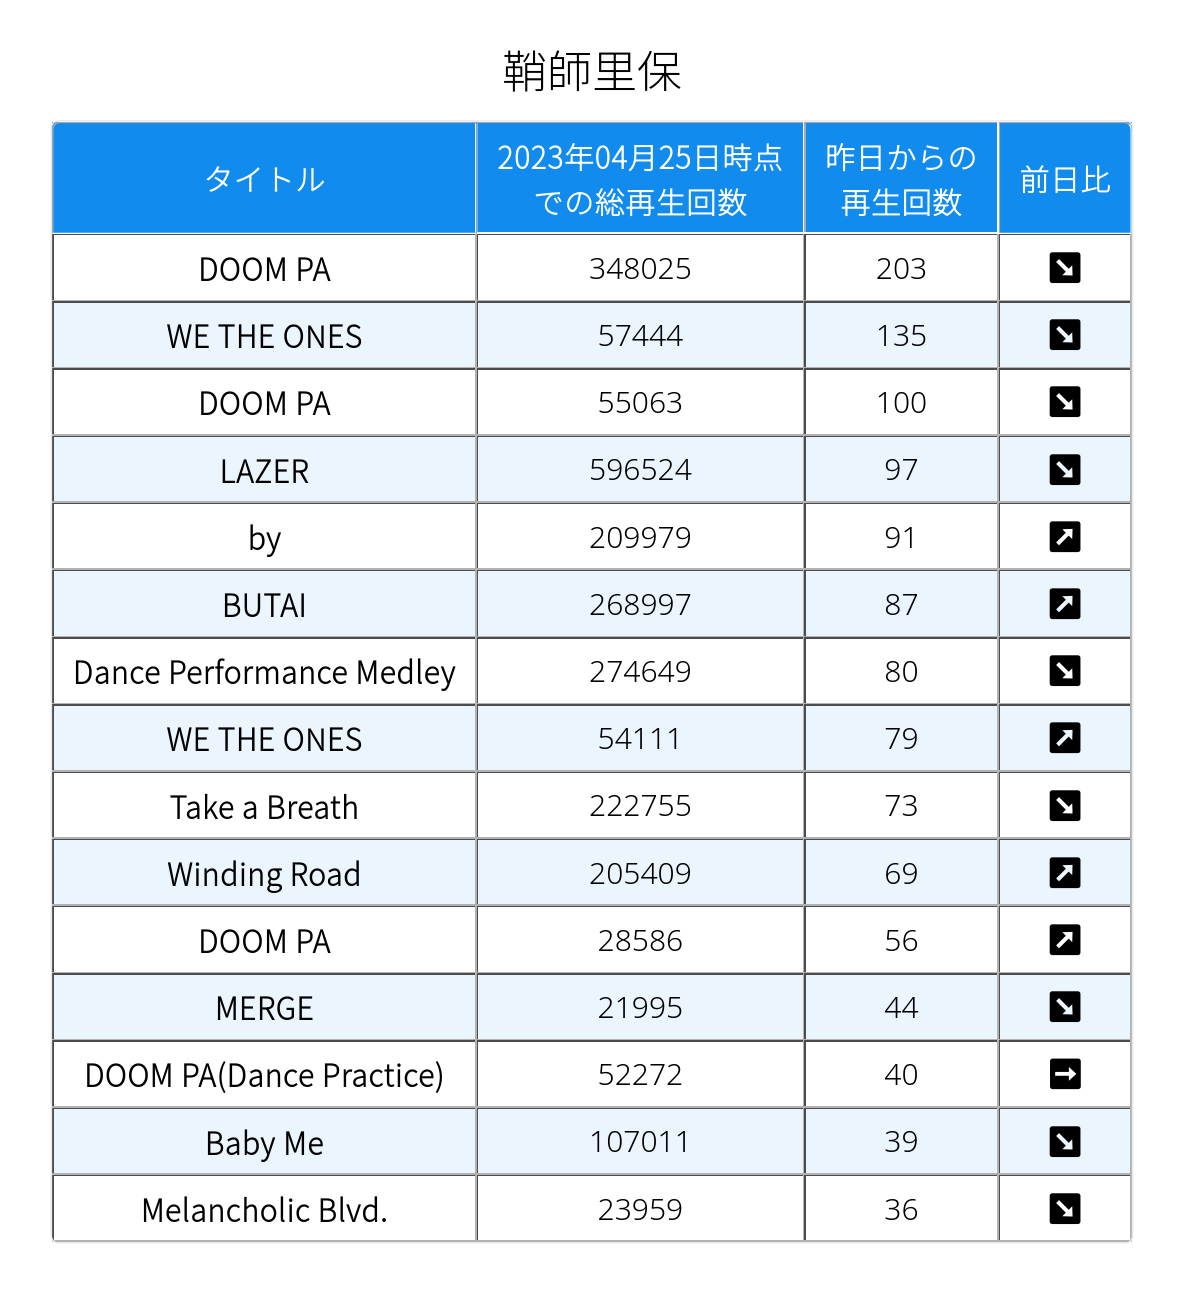 鞘師里保
タイトル 2023年04月25日時点 昨日からの 前日比
での総再生回数 再生回数
DOOM PA 348025 203 ↘
WE THE ONES 57444 135 ↘
DOOM PA 55063 100 ↘
LAZER 596524 97 ↘
by 209979 91 ↗
BUTAI 268997 87 ↗
Dance Performance Medley 274649 80 ↘
WE THE ONES 54111 79 ↗
Take a Breath 222755 73 ↘
Winding Road 205409 69 ↗
DOOM PA 28586 56 ↗
MERGE 21995 44 ↘
DOOM PA(Dance Practice) 52272 40 →
Baby Me 107011 39 ↘
Melancholic Blvd. 23959 36 ↘